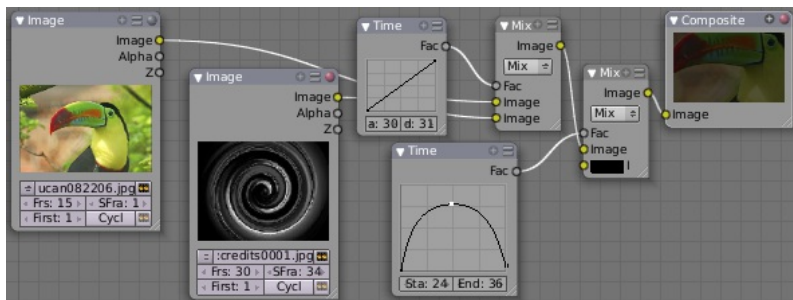 Image
Image
Alpha
Z
ucan082206.jpg
Frs: 15 SFra: 1
First: 1 Cycl
Image
Image
Alpha
Z
:credits0001.jpg
Frs: 30 SFra: 34
First: 1 Cycl
Time
Fac
a: 30 d: 31
Time
Fac
Sta: 24 End: 36
Mix
Image
Mix
Fac
Image
Image
Mix
Image
Mix
Fac
Image
I
Composite
Image